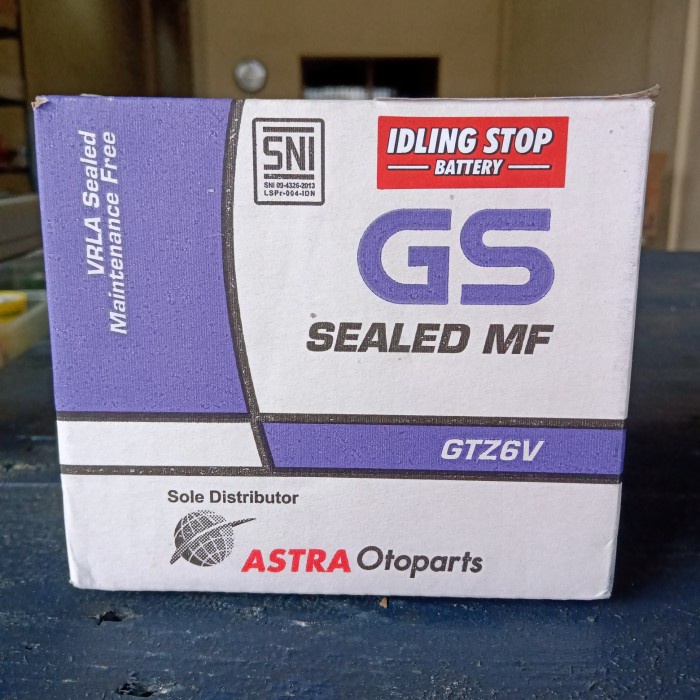 VRLA Sealed
Maintenance Free
SNI
SNI 09-4326-2013
LSPr-004-IDN
IDLING STOP
BATTERY
GS
SEALED MF
GTZ6V
Sole Distributor
ASTRA Otoparts